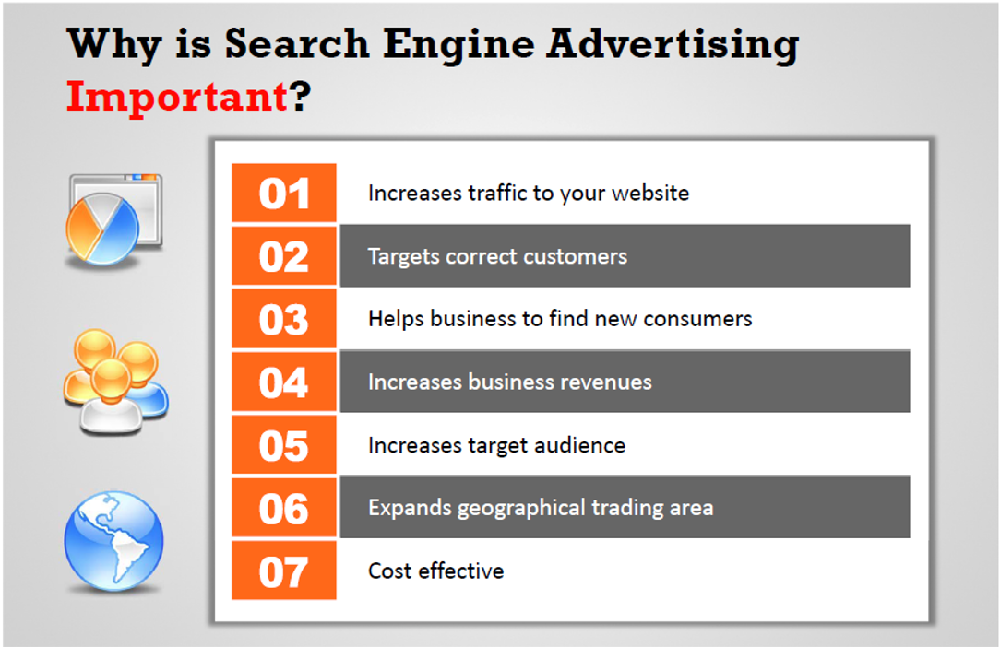 Why is Search Engine Advertising
Important?
01 Increases traffic to your website
02 Targets correct customers
03 Helps business to find new consumers
04 Increases business revenues
05 Increases target audience
06 Expands geographical trading area
07 Cost effective